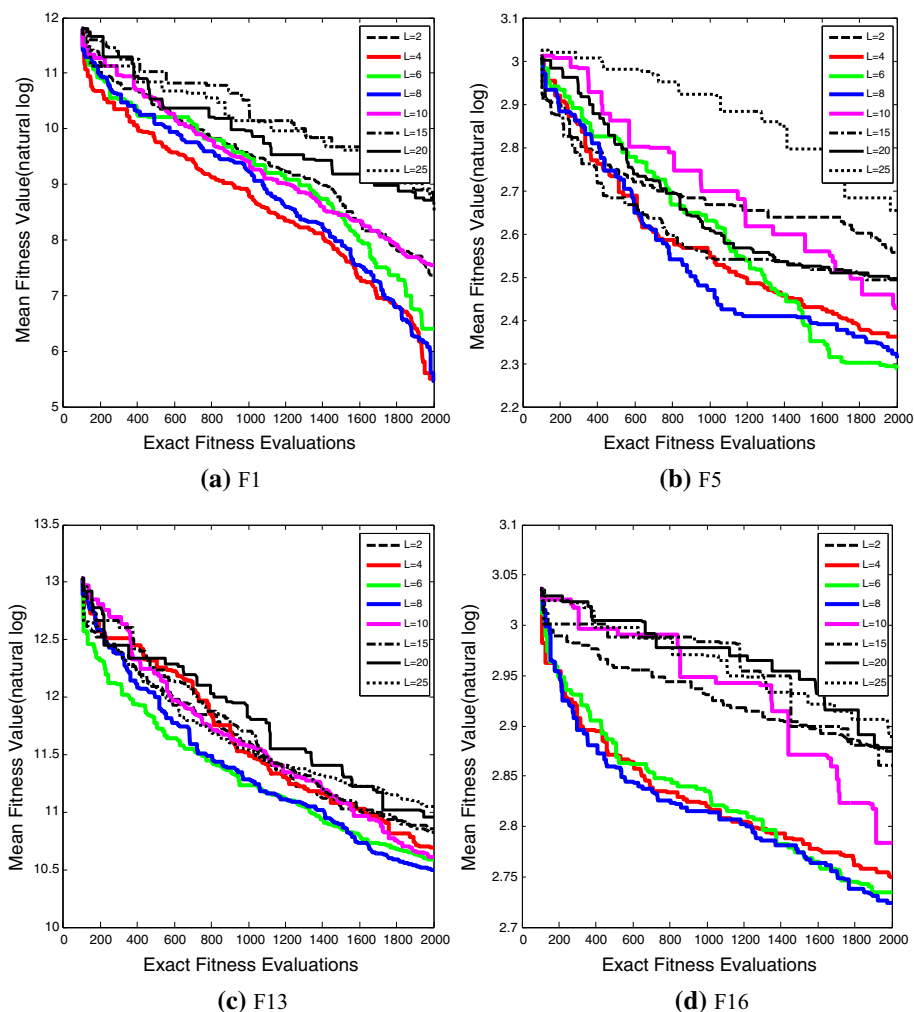 12
11
10
9
8
7
6
5
0 200 400 600 800 1000 1200 1400 1600 1800 2000
Mean Fitness Value(natural log)
Exact Fitness Evaluations
L=2
L=4
L=6
L=8
L=10
L=15
L=20
L=25
(a) F1
3.1
3
2.9
2.8
2.7
2.6
2.5
2.4
2.3
2.2
0 200 400 600 800 1000 1200 1400 1600 1800 2000
Mean Fitness Value(natural log)
Exact Fitness Evaluations
L=2
L=4
L=6
L=8
L=10
L=15
L=20
L=25
(b) F5
13.5
13
12.5
12
11.5
11
10.5
10
0 200 400 600 800 1000 1200 1400 1600 1800 2000
Mean Fitness Value(natural log)
Exact Fitness Evaluations
L=2
L=4
L=6
L=8
L=10
L=15
L=20
L=25
(c) F13
3.1
3.05
3
2.95
2.9
2.85
2.8
2.75
2.7
0 200 400 600 800 1000 1200 1400 1600 1800 2000
Mean Fitness Value(natural log)
Exact Fitness Evaluations
L=2
L=4
L=6
L=8
L=10
L=15
L=20
L=25
(d) F16